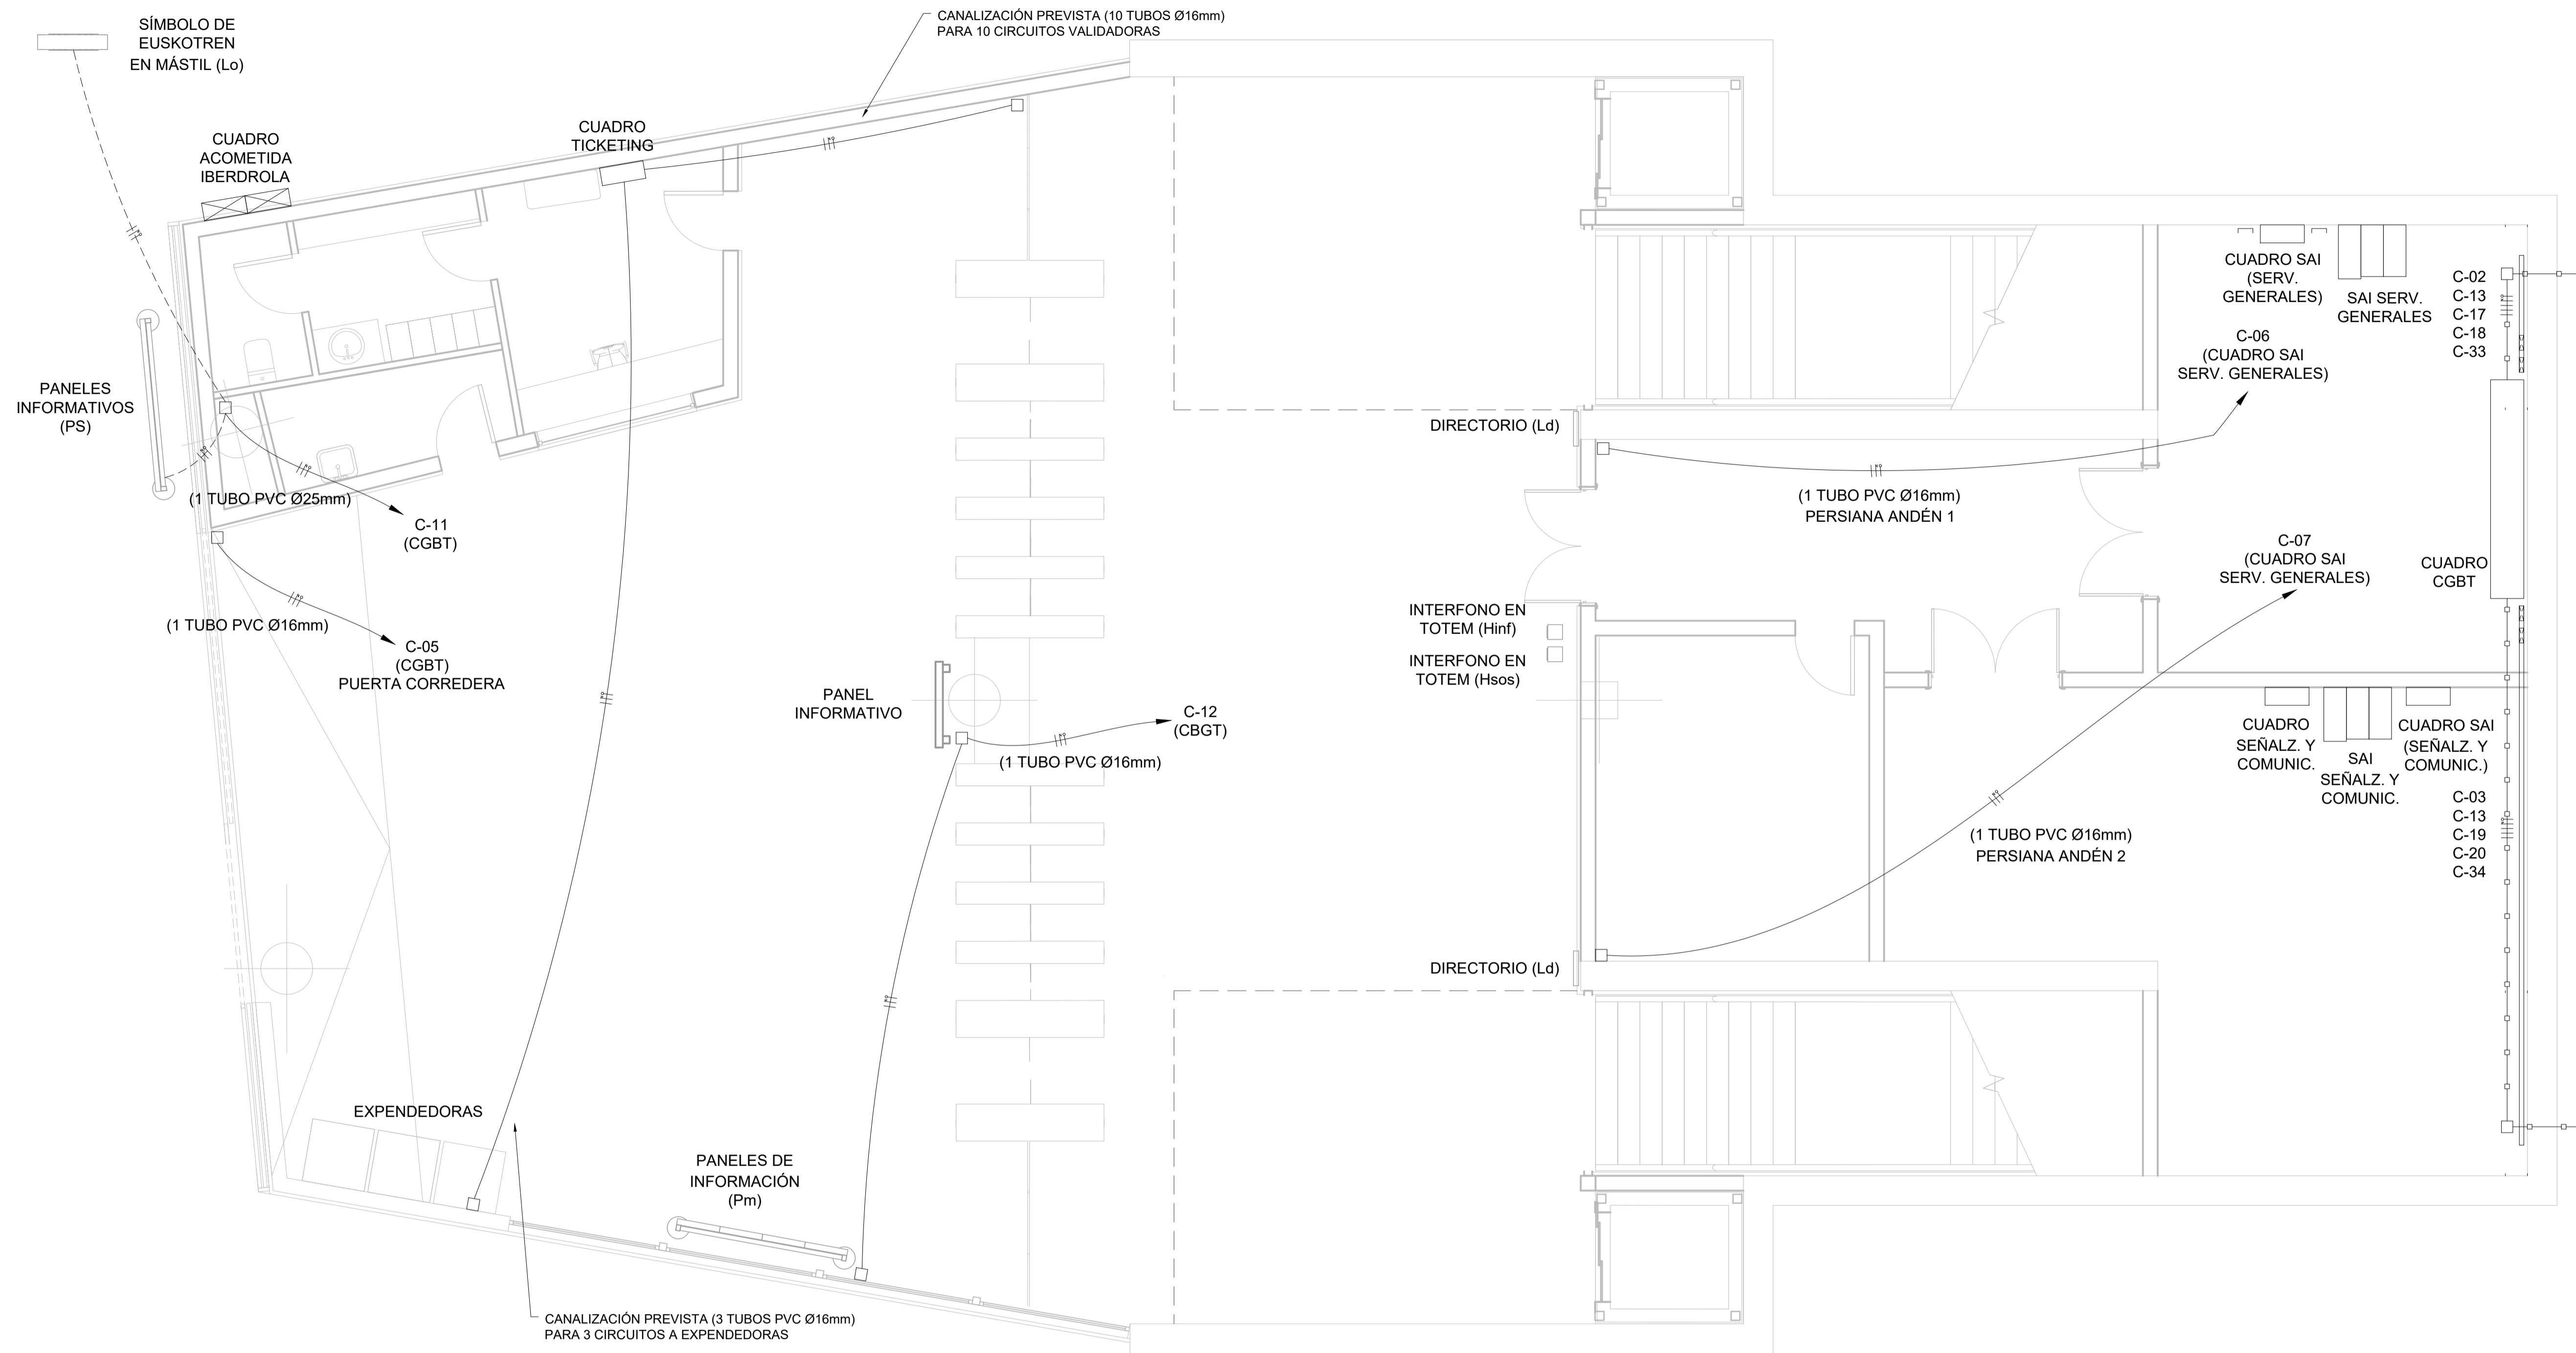 SÍMBOLO DE
EUSKOTREN
EN MÁSTIL (Lo)
CANALIZACIÓN PREVISTA (10 TUBOS Ø16mm)
PARA 10 CIRCUITOS VALIDADORAS
CUADRO
ACOMETIDA
IBERDROLA
CUADRO
TICKETING
PANELES
INFORMATIVOS
(PS)
(1 TUBO PVC Ø25mm)
C-11
(CGBT)
(1 TUBO PVC Ø16mm)
C-05
(CGBT)
PUERTA CORREDERA
PANEL
INFORMATIVO
C-12
(CBGT)
(1 TUBO PVC Ø16mm)
EXPENDEDORAS
PANELES DE
INFORMACIÓN
(Pm)
CANALIZACIÓN PREVISTA (3 TUBOS PVC Ø16mm)
PARA 3 CIRCUITOS A EXPENDEDORAS
DIRECTORIO (Ld)
INTERFONO EN
TOTEM (Hinf)
INTERFONO EN
TOTEM (Hsos)
DIRECTORIO (Ld)
(1 TUBO PVC Ø16mm)
PERSIANA ANDÉN 1
C-06
(CUADRO SAI
SERV. GENERALES)
CUADRO SAI
(SERV.
GENERALES)
SAI SERV.
GENERALES
C-02
C-13
C-17
C-18
C-33
C-07
(CUADRO SAI
SERV. GENERALES)
CUADRO
CGBT
CUADRO
SEÑALZ. Y
COMUNIC.
SAI
SEÑALZ. Y
COMUNIC.
CUADRO SAI
(SEÑALZ. Y
COMUNIC.)
C-03
C-13
C-19
C-20
C-34
(1 TUBO PVC Ø16mm)
PERSIANA ANDÉN 2